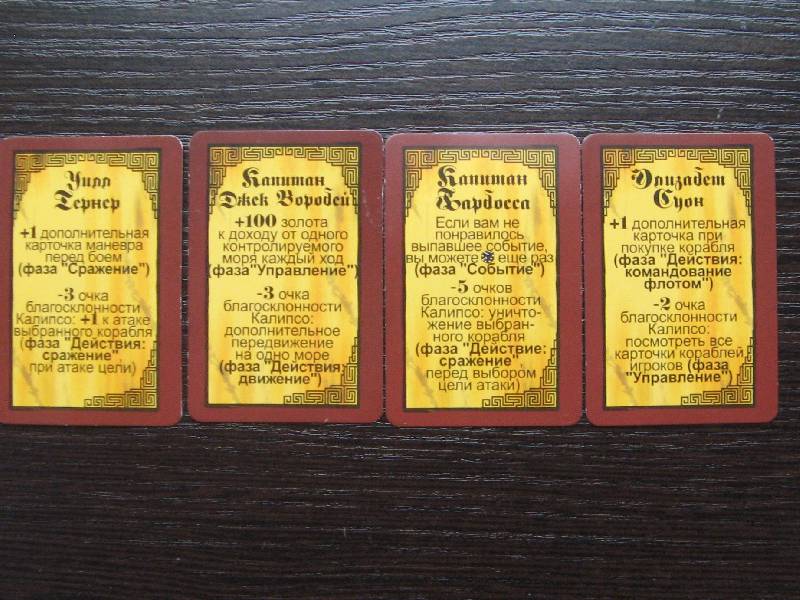 Уилл
Тернер
+1 дополнительная
карточка маневра
перед боем
(фаза "Сражение")
-3 очка
благосклонности
Калипсо: +1 к атаке
выбранного корабля
(фаза "Действия:
сражение"
при атаке цели)
Капитан
Джек Воробей
+100 золота
к доходу от одного
контролируемого
моря каждый ход
(фаза"Управление")
-3 очка
благосклонности
Калипсо:
дополнительное
передвижение
на одно море
(фаза "Действия:
движение")
Капитан
Барбосса
Если вам не
понравилось
выпавшее событие,
вы можете еще раз
(фаза "Событие")
-5 очков
благосклонности
Калипсо: уничто-
жение выбран-
ного корабля
(фаза "Действие:
сражение",
перед выбором
цели атаки)
Элизабет
Суон
+1 дополнительная
карточка при
покупке корабля
(фаза "Действия:
командование
флотом")
-2 очка
благосклонности
Калипсо:
посмотреть все
карточки кораблей
игроков (фаза
"Управление")